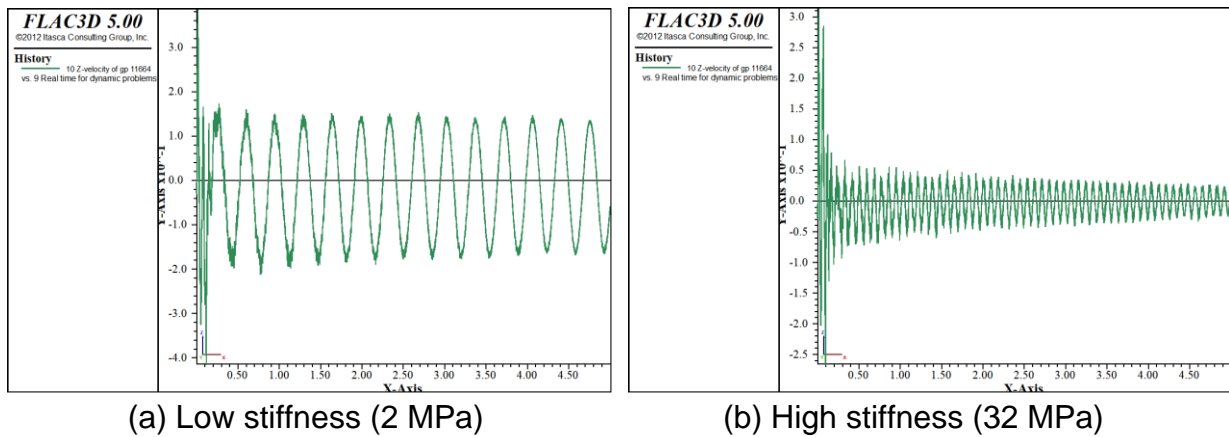 FLAC3D 5.00
©2012 Itasca Consulting Group, Inc.
History
10 Z-velocity of gp 11664
vs. 9 Real time for dynamic problems
Y-Axis x10^-1
3.0
2.0
1.0
0.0
-1.0
-2.0
-3.0
-4.0
0.50 1.00 1.50 2.00 2.50 3.00 3.50 4.00 4.50
X-Axis
(a) Low stiffness (2 MPa)
FLAC3D 5.00
©2012 Itasca Consulting Group, Inc.
History
10 Z-velocity of gp 11664
vs. 9 Real time for dynamic problems
Y-Axis x10^-1
3.0
2.5
2.0
1.5
1.0
0.5
0.0
-0.5
-1.0
-1.5
-2.0
-2.5
0.50 1.00 1.50 2.00 2.50 3.00 3.50 4.00 4.50
X-Axis
(b) High stiffness (32 MPa)